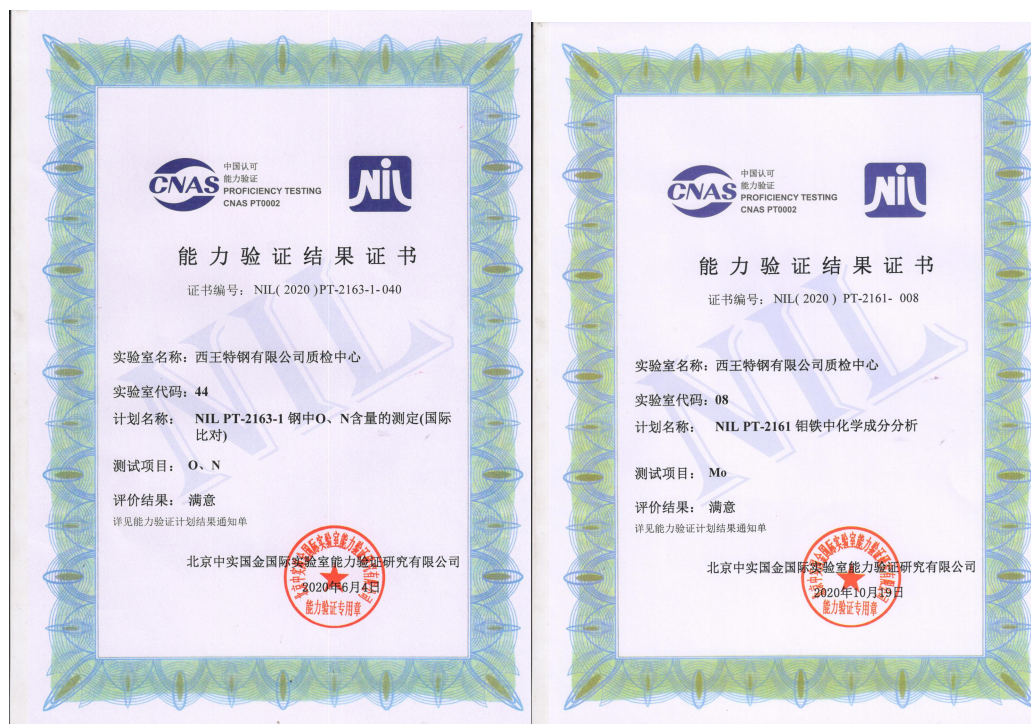 CNAS
中国认可
能力验证
PROFICIENCY TESTING
CNAS PT0002
NIL
能力验证结果证书
证书编号： NIL( 2020 )PT-2163-1-040
NIL
实验室名称：西王特钢有限公司质检中心
实验室代码：44
计划名称： NIL PT-2163-1 钢中O、N含量的测定(国际
比对)
测试项目： O、N
评价结果： 满意
详见能力验证计划结果通知单
北京中实国金国际实验室能力验证研究有限公司
2020年6月4日
能力验证专用章
CNAS
中国认可
能力验证
PROFICIENCY TESTING
CNAS PT0002
NIL
能力验证结果证书
证书编号： NIL( 2020 ) PT-2161- 008
NIL
实验室名称：西王特钢有限公司质检中心
实验室代码：08
计划名称： NIL PT-2161 钼铁中化学成分分析
测试项目： Mo
评价结果： 满意
详见能力验证计划结果通知单
北京中实国金国际实验室能力验证研究有限公司
2020年10月19日
能力验证专用章